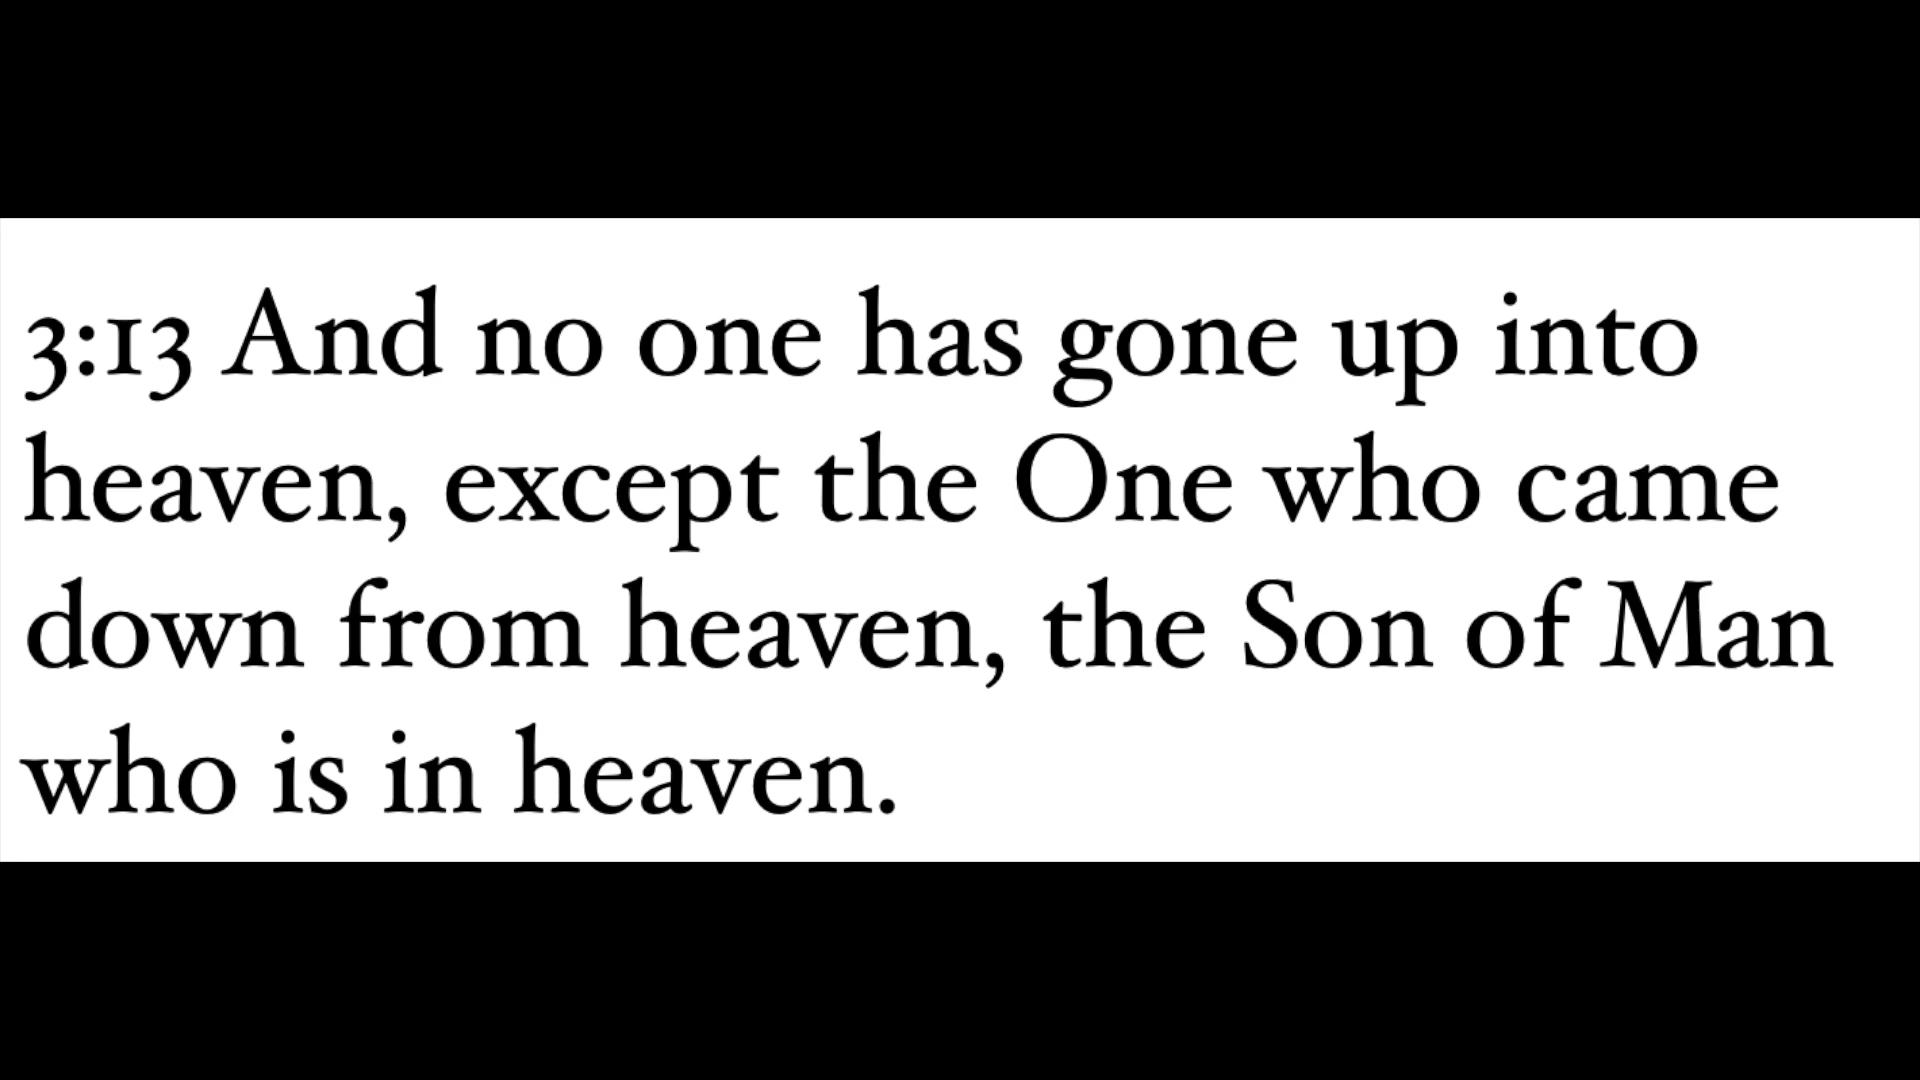 3:13 And no one has gone up into
heaven, except the One who came
down from heaven, the Son of Man
who is in heaven.